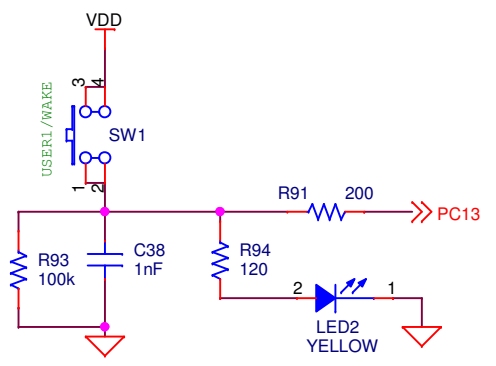 VDD
3 4
USER1/WAKE
SW1
1 2
R91 200
PC13
R93
100k
C38
1nF
R94
120
2 1
LED2
YELLOW